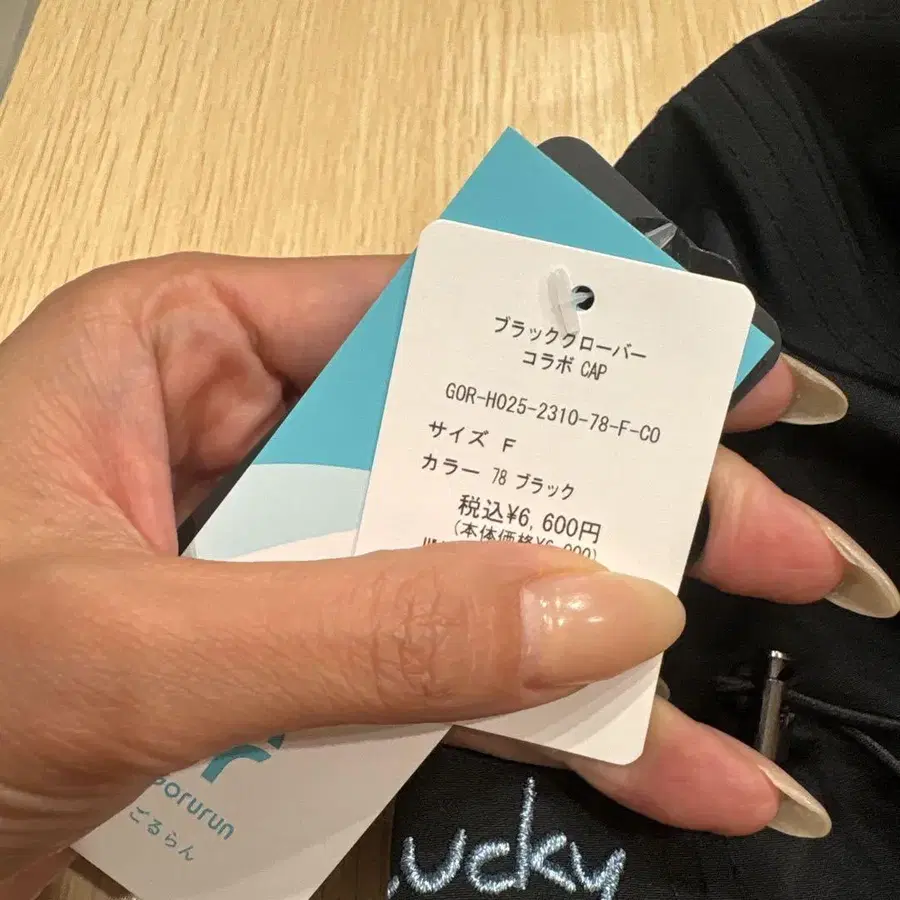 ブラッククローバー
コラボ CAP
GOR-H025-2310-78-F-CO
サイズ F
カラー 78 ブラック
税込¥6,600円
gorurun
ごるらん
Lucky